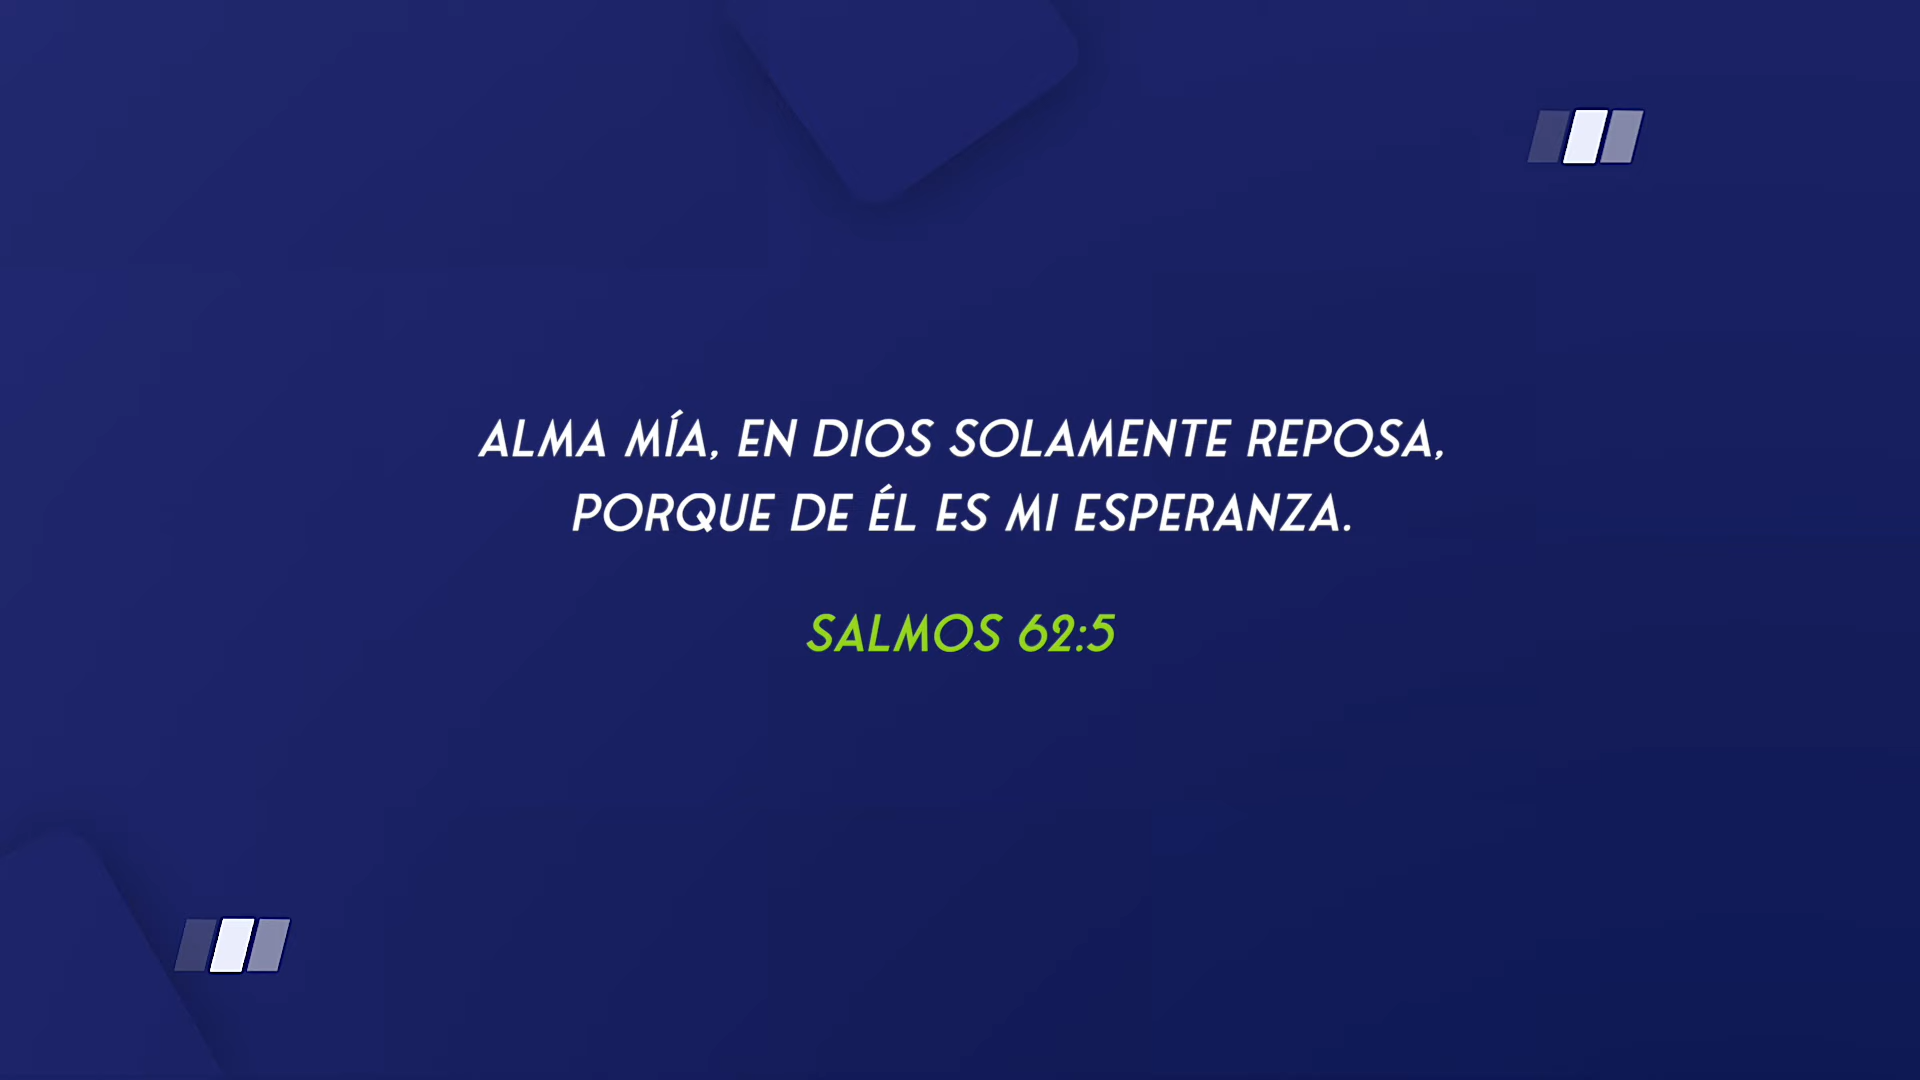 ALMA MÍA, EN DIOS SOLAMENTE REPOSA,
PORQUE DE ÉL ES MI ESPERANZA.
SALMOS 62:5